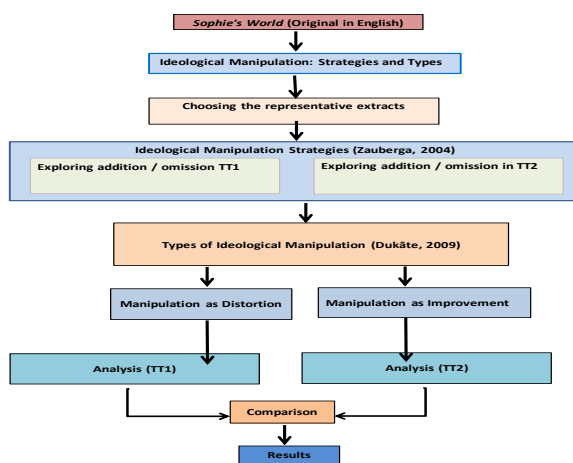 Sophie's World (Original in English)
Ideological Manipulation: Strategies and Types
Choosing the representative extracts
Ideological Manipulation Strategies (Zauberga, 2004)
Exploring addition / omission TT1
Exploring addition / omission in TT2
Types of Ideological Manipulation (Dukāte, 2009)
Manipulation as Distortion
Manipulation as Improvement
Analysis (TT1)
Analysis (TT2)
Comparison
Results